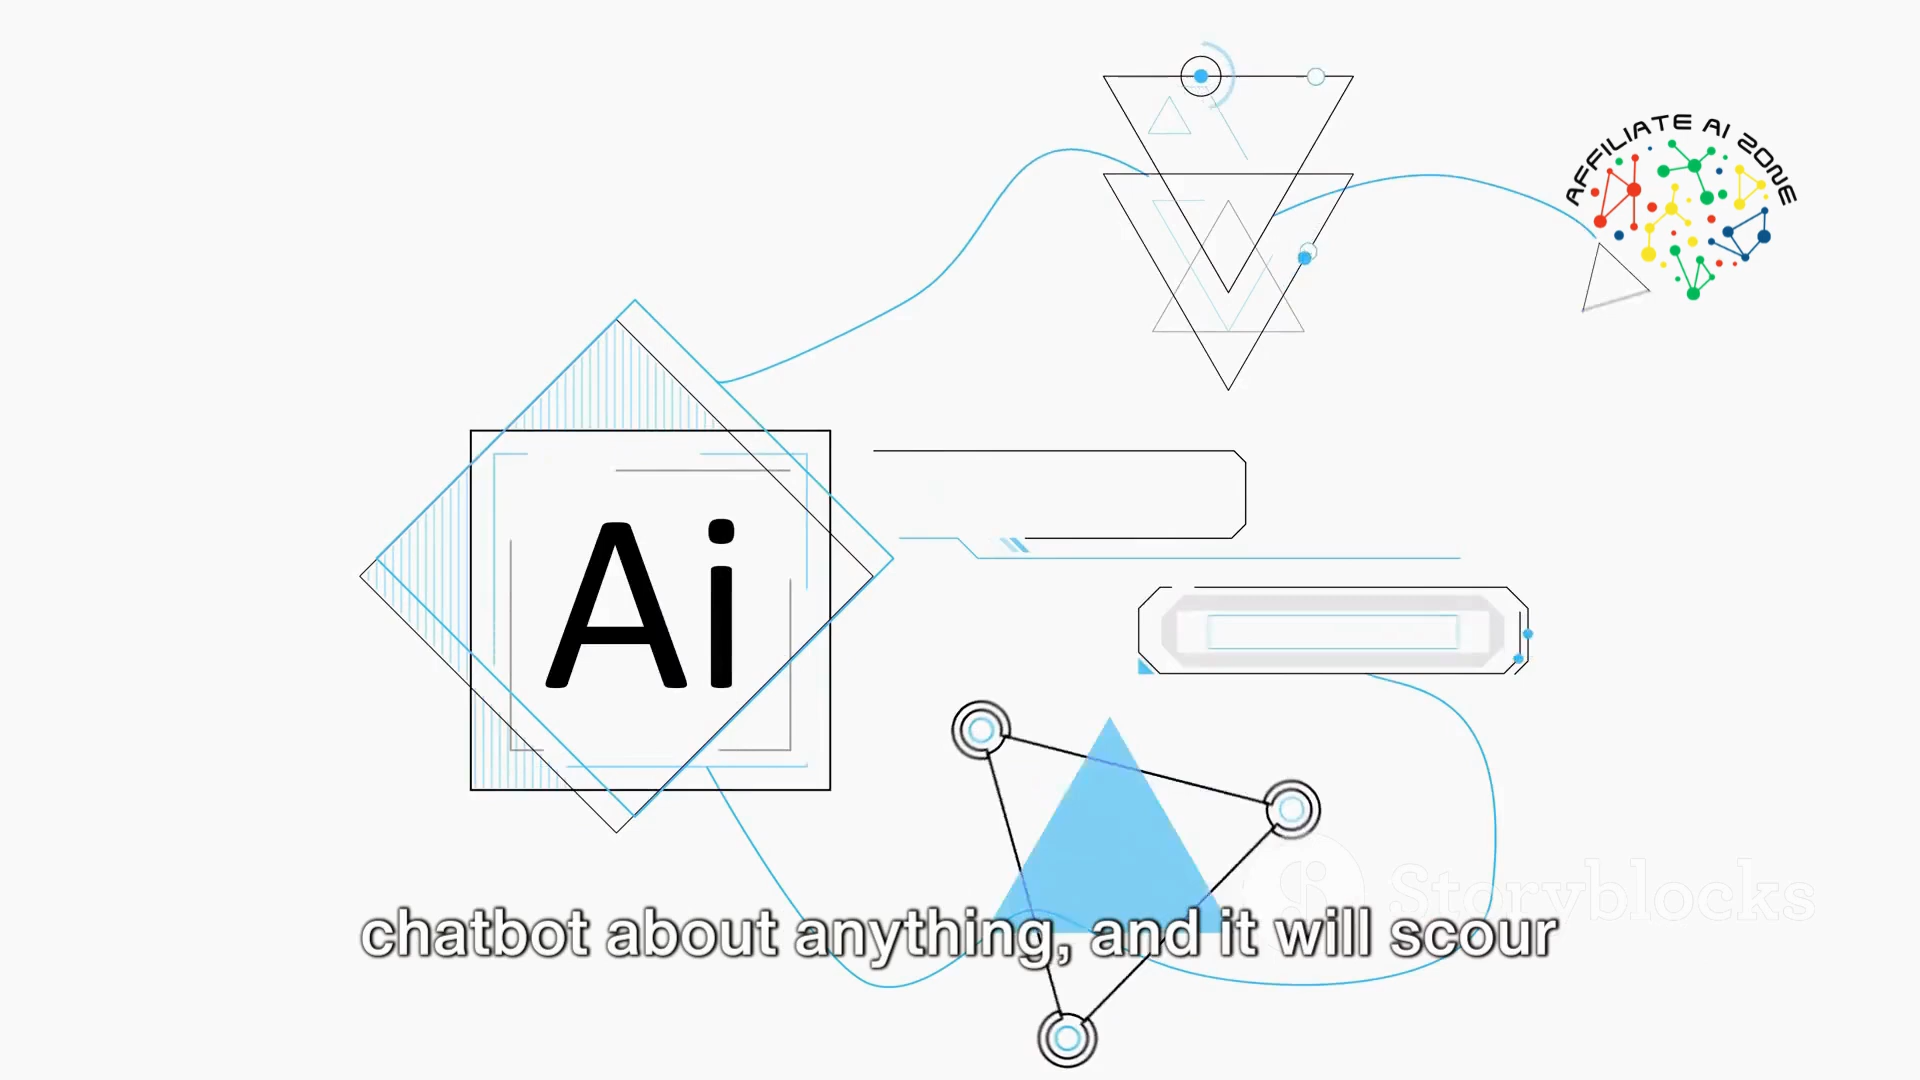 AFFILIATE AI ZONE
Ai
Storyblocks
chatbot about anything, and it will scour